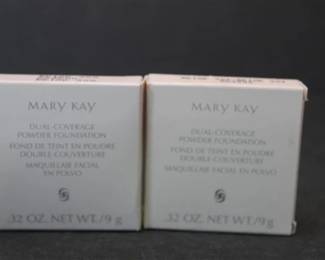 MARY KAY
DUAL-COVERAGE
POWDER FOUNDATION
FOND DE TEINT EN POUDRE
DOUBLE-COUVERTURE
MAQUILLAJE FACIAL
EN POLVO
.32 OZ. NET WT./9 g
MARY KAY
DUAL-COVERAGE
POWDER FOUNDATION
FOND DE TEINT EN POUDRE
DOUBLE-COUVERTURE
MAQUILLAJE FACIAL
EN POLVO
.32 OZ. NET WT./9 g